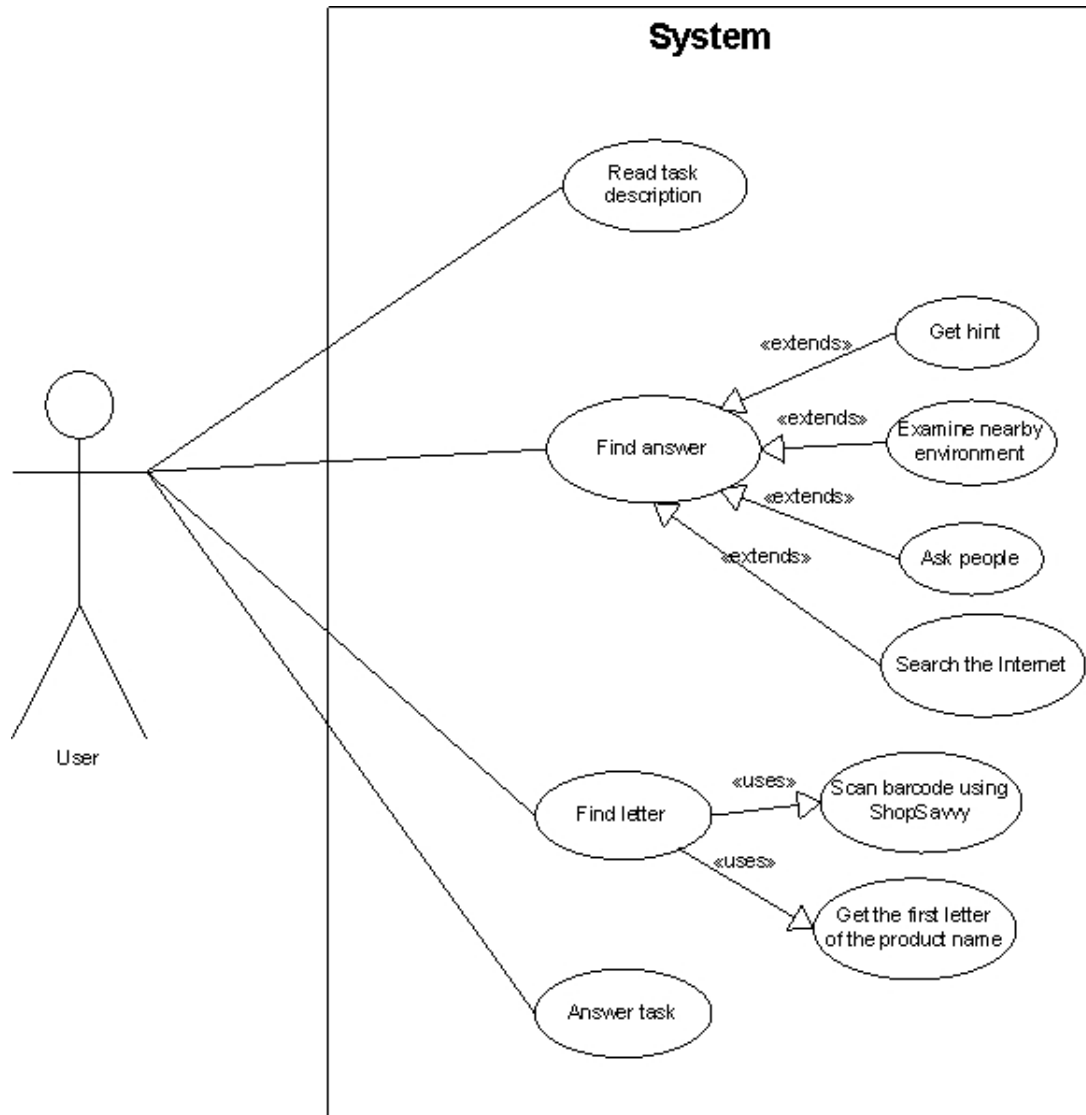 System
Read task
description
Get hint
«extends»
Examine nearby
environment
«extends»
Find answer
«extends»
Ask people
«extends»
Search the Internet
User
Scan barcode using
ShopSavvy
«uses»
Find letter
«uses»
Get the first letter
of the product name
Answer task